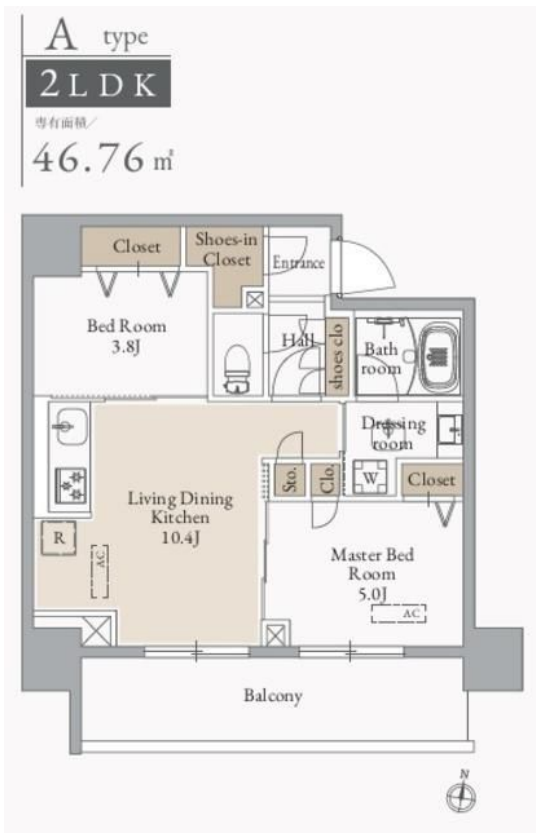 A type
2LDK
専有面積／
46.76㎡
Closet
Shoes-in
Closet
Entrance
Bed Room
3.8J
Hall
shoes clo
Bath
room
Dressing
room
Sto.
Clo.
W
Closet
Living Dining
Kitchen
10.4J
R
AC
Master Bed
Room
5.0J
AC
Balcony
N